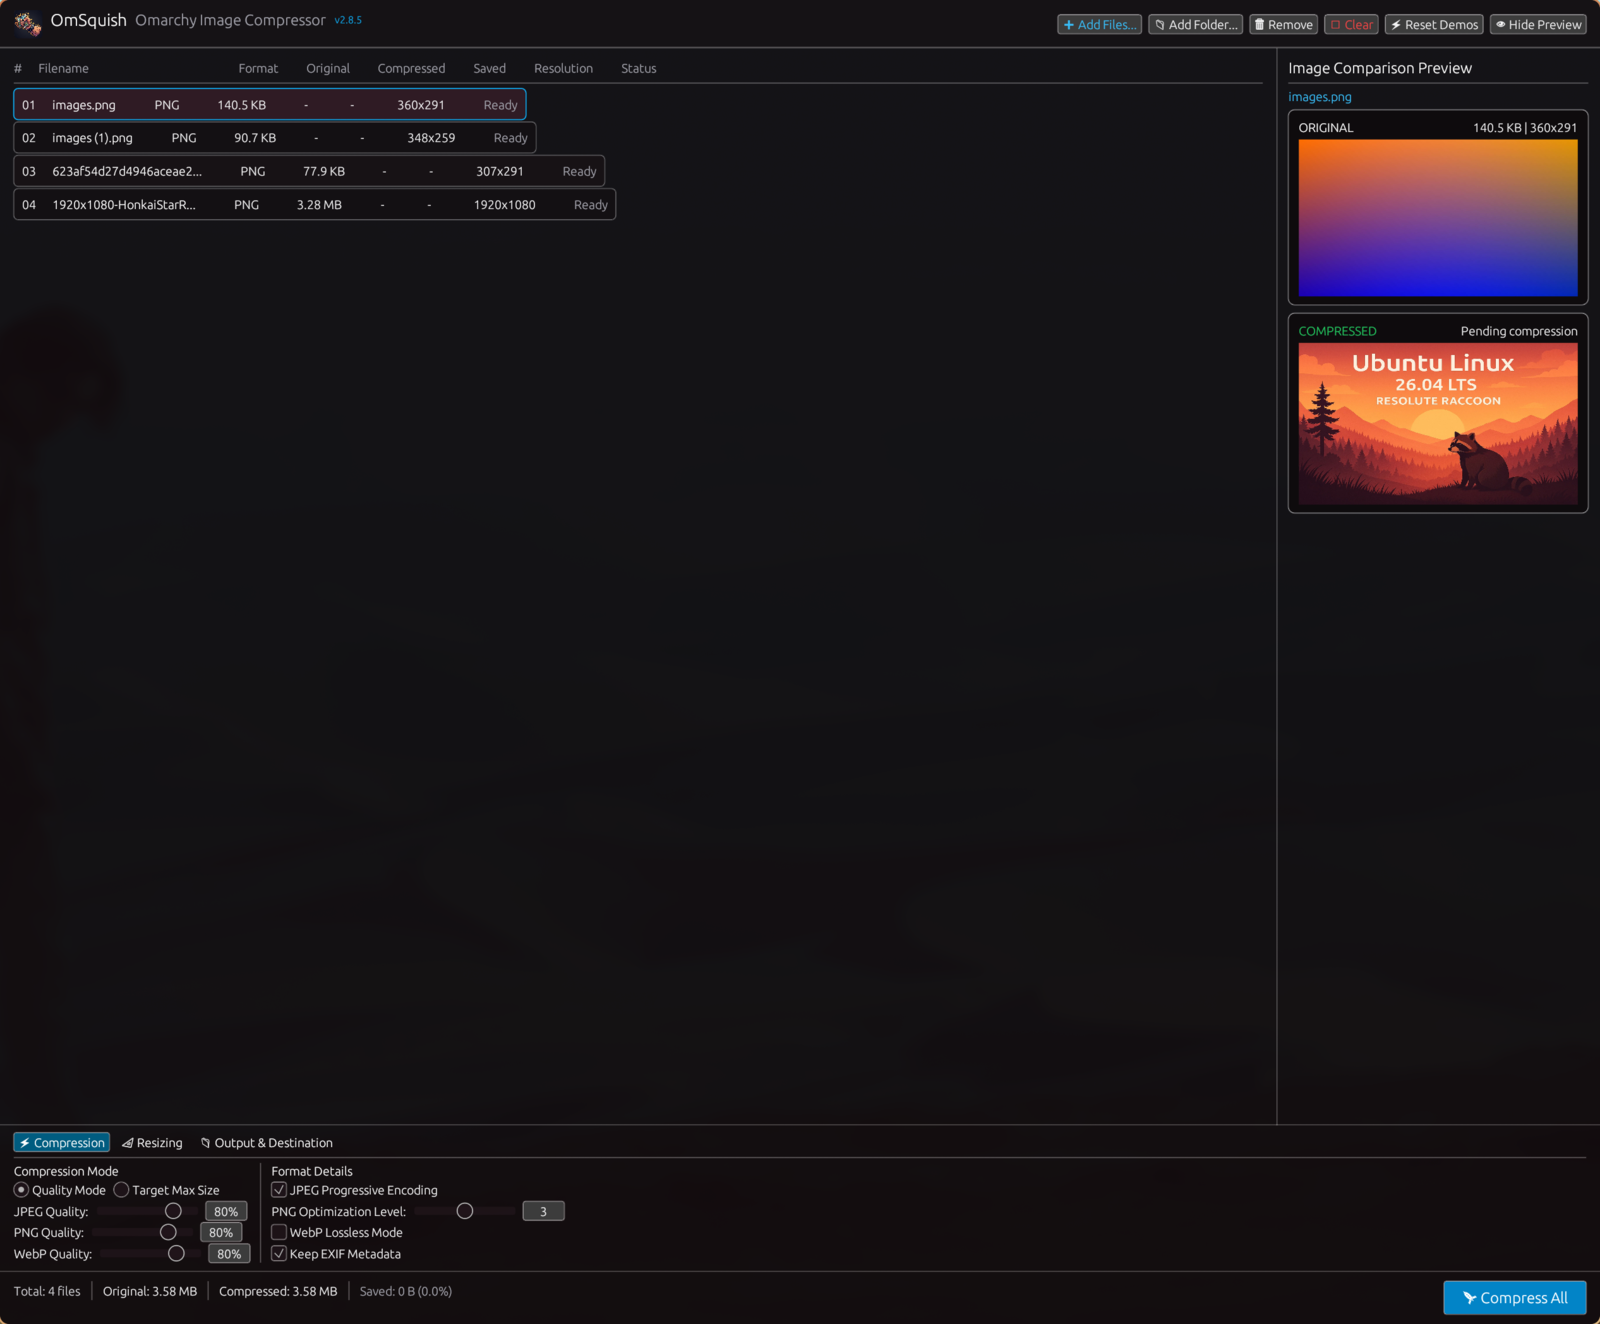 OmSquish Omarchy Image Compressor v2.8.5
+ Add Files... Add Folder... Remove Clear Reset Demos Hide Preview
# Filename Format Original Compressed Saved Resolution Status
01 images.png PNG 140.5 KB - - 360x291 Ready
02 images (1).png PNG 90.7 KB - - 348x259 Ready
03 623af54d27d4946aceae2... PNG 77.9 KB - - 307x291 Ready
04 1920x1080-HonkaiStarR... PNG 3.28 MB - - 1920x1080 Ready
Image Comparison Preview
images.png
ORIGINAL 140.5 KB | 360x291
COMPRESSED Pending compression
Ubuntu Linux
26.04 LTS
RESOLUTE RACCOON
Compression Resizing Output & Destination
Compression Mode
Quality Mode Target Max Size
JPEG Quality: 80%
PNG Quality: 80%
WebP Quality: 80%
Format Details
JPEG Progressive Encoding
PNG Optimization Level: 3
WebP Lossless Mode
Keep EXIF Metadata
Total: 4 files Original: 3.58 MB Compressed: 3.58 MB Saved: 0 B (0.0%)
Compress All